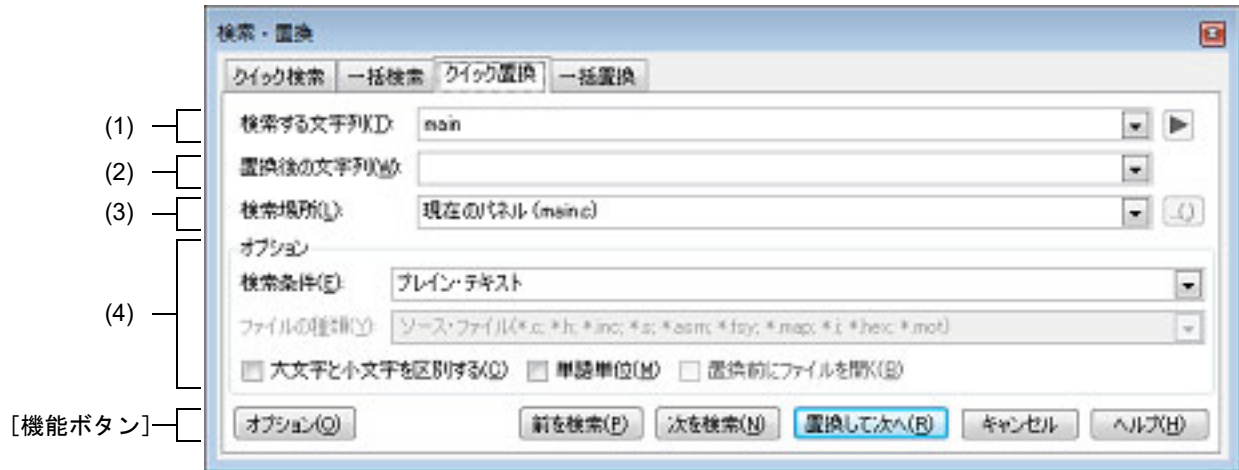 検索・置換
クイック検索 一括検索 クイック置換 一括置換
(1) 検索する文字列(I): main
(2) 置換後の文字列(W):
(3) 検索場所(L): 現在のパネル (main.c) ...()
オプション
(4) 検索条件(E): プレイン・テキスト
ファイルの種類(Y): ソース・ファイル(*.c; *.h; *.inc; *.s; *.asm; *.fsy; *.map; *.i; *.hex; *.mot)
大文字と小文字を区別する(C) 単語単位(M) 置換前にファイルを開く(B)
[機能ボタン] オプション(O) 前を検索(P) 次を検索(N) 置換して次へ(R) キャンセル ヘルプ(H)